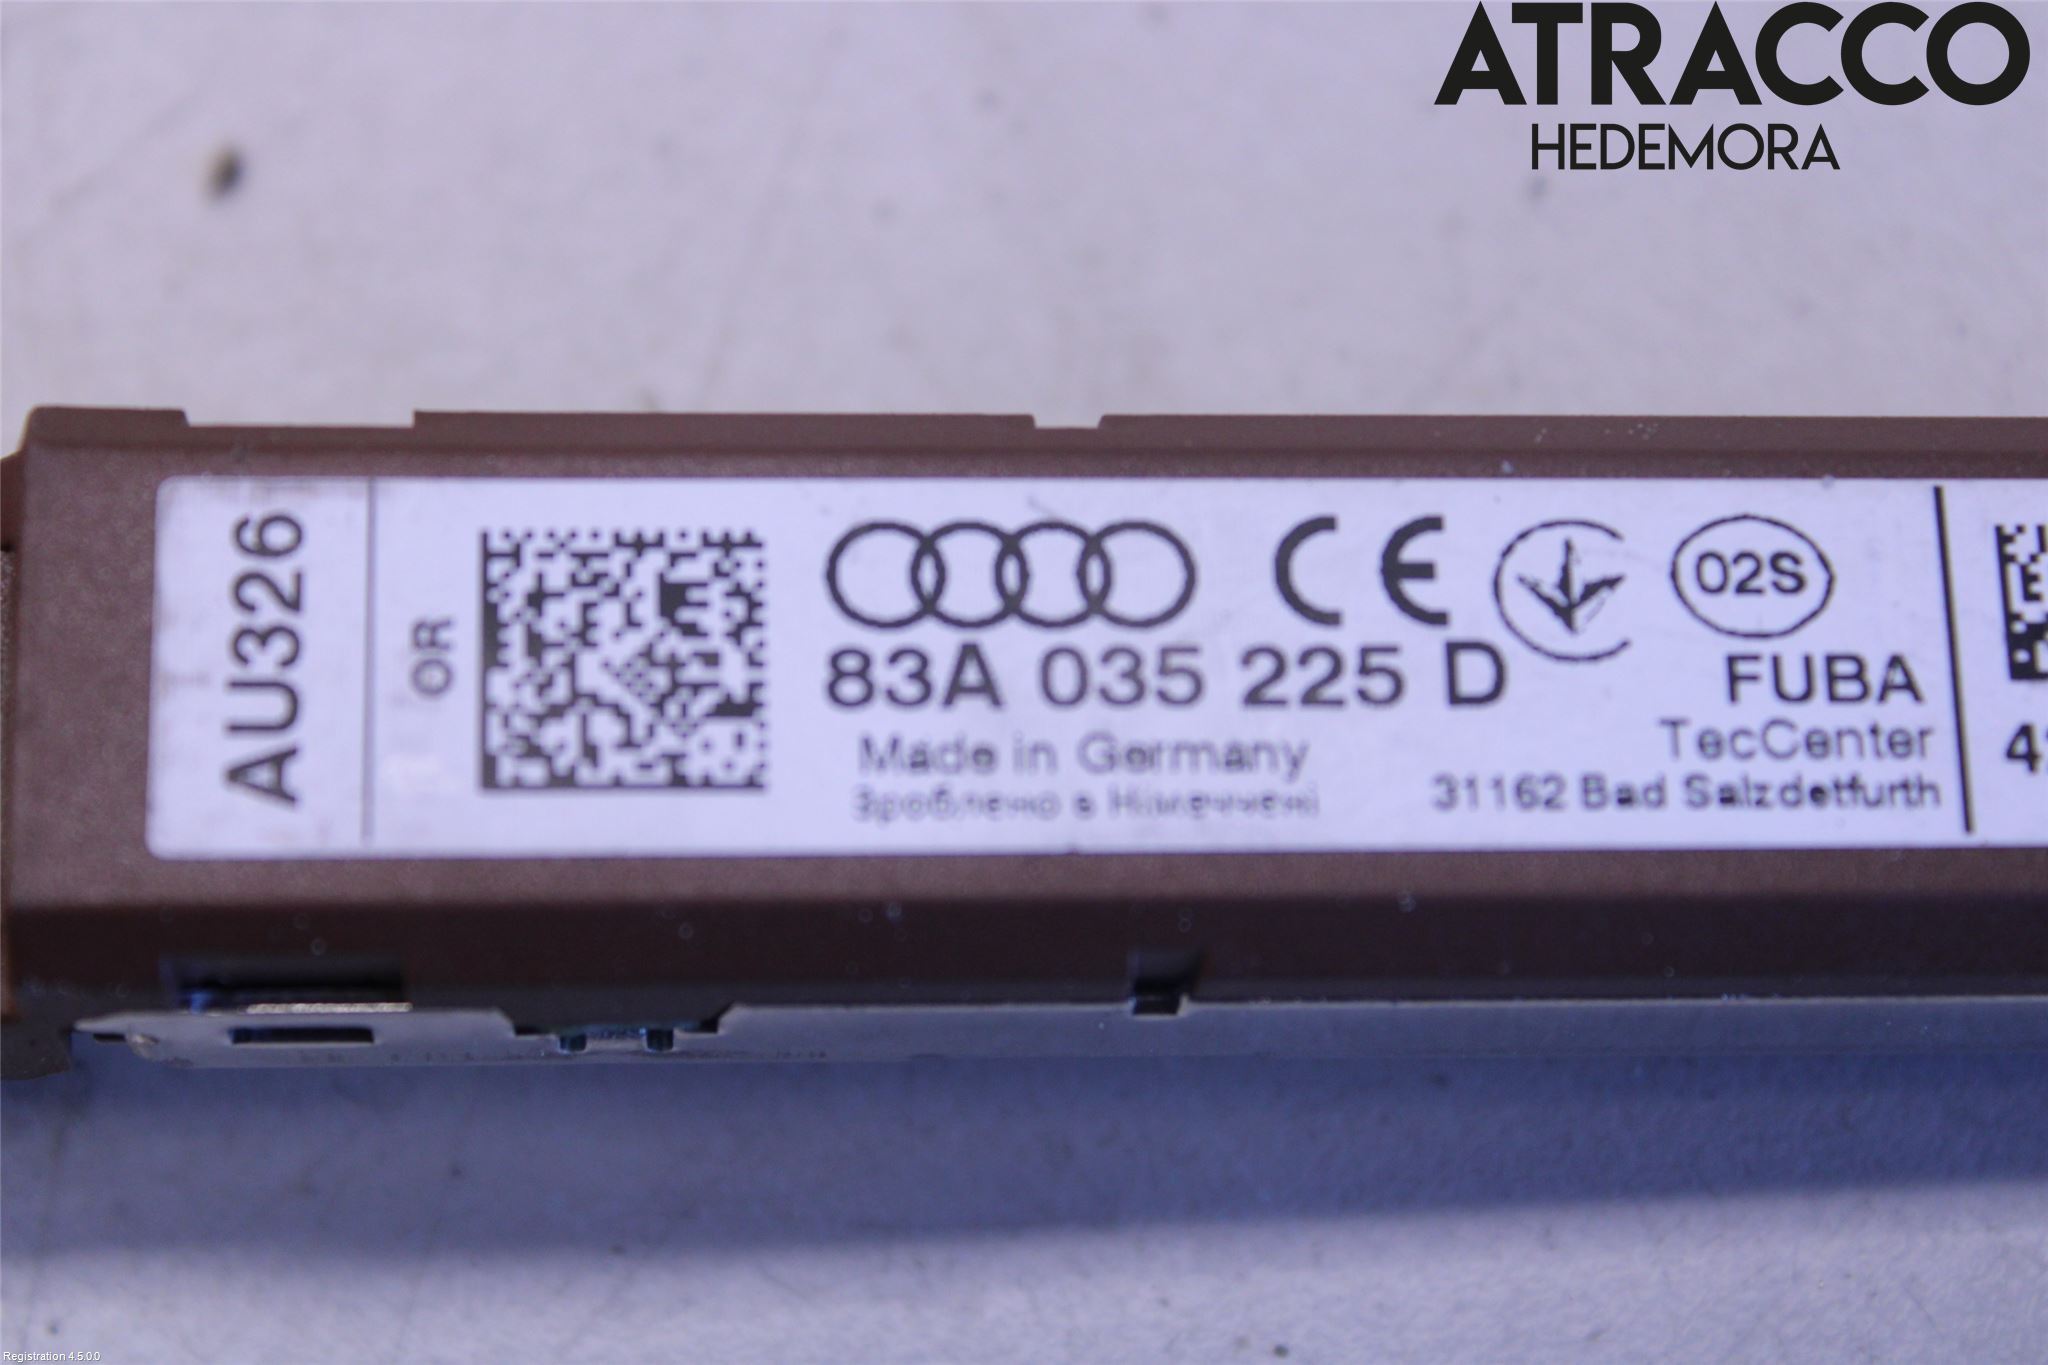 ATRACCO
HEDEMORA
AU326
OR
CE
02S
83A 035 225 D
FUBA
Made in Germany
TecCenter
Зроблено в Німеччені
31162 Bad Salzdetfurth
Registration 4.5.0.0